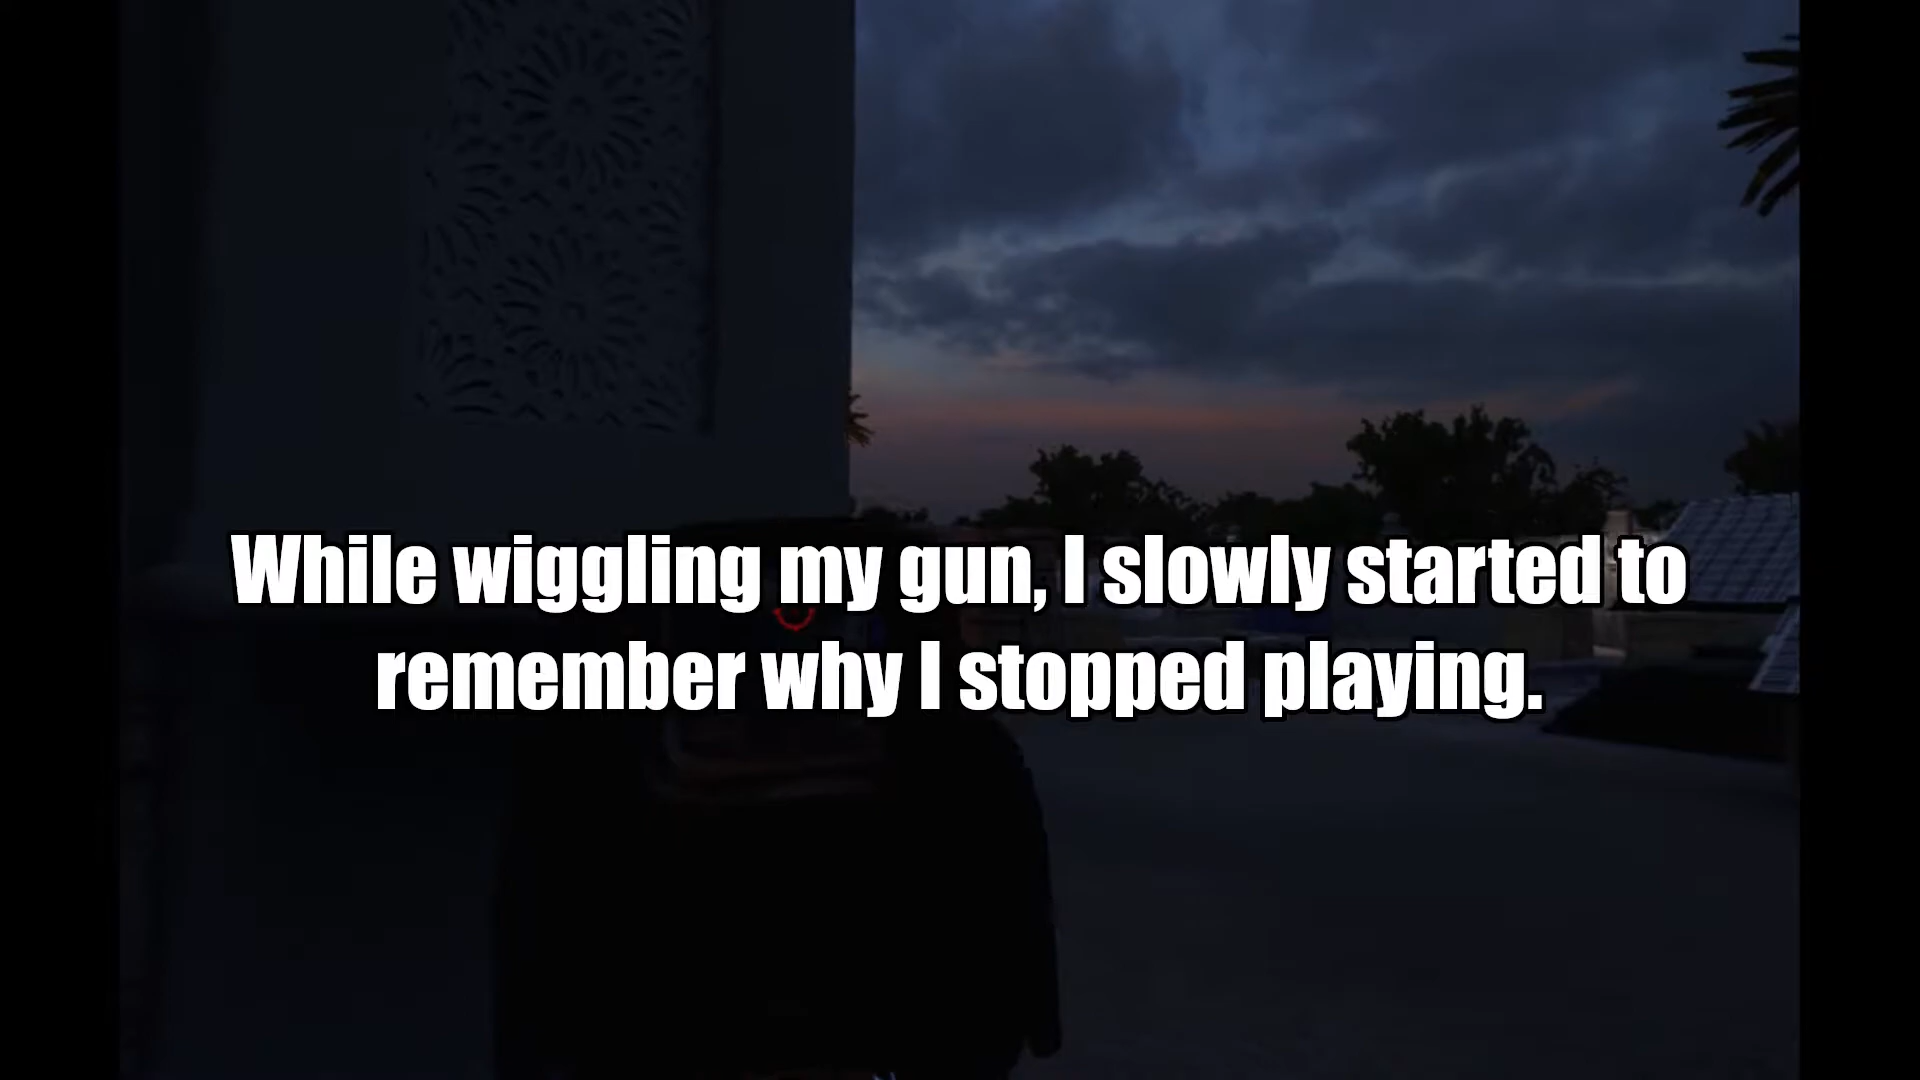 While wiggling my gun, I slowly started to
remember why I stopped playing.